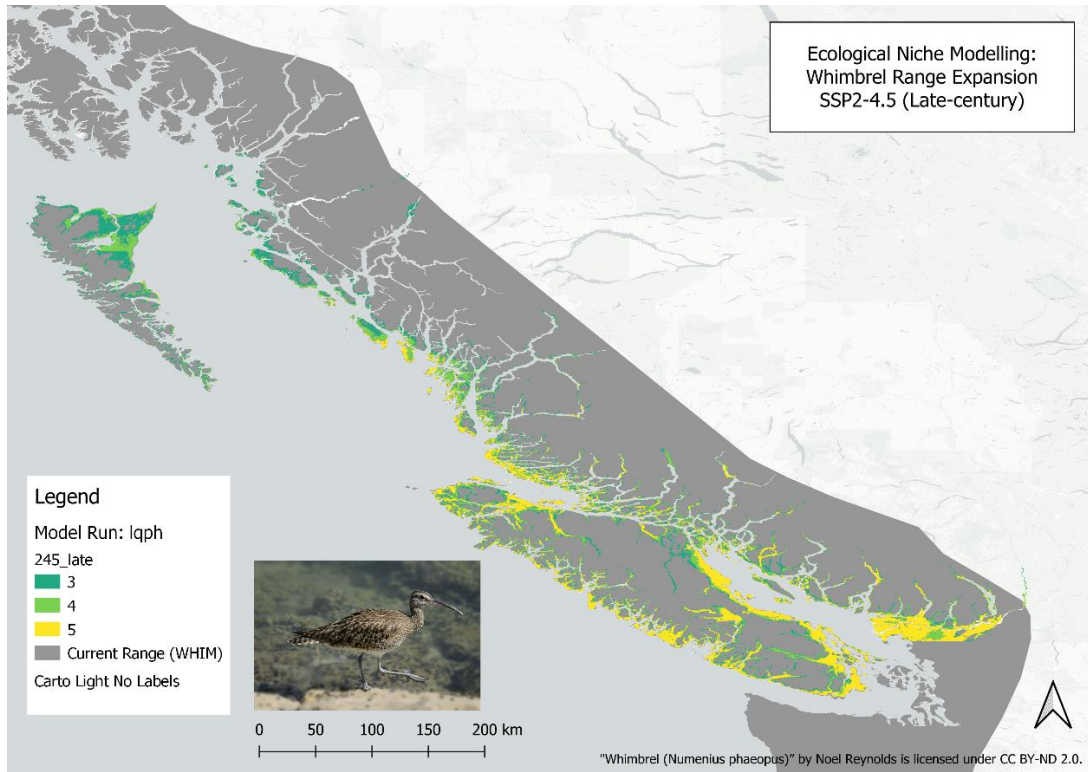 Ecological Niche Modelling:
Whimbrel Range Expansion
SSP2-4.5 (Late-century)
Legend
Model Run: lqph
245_late
3
4
5
Current Range (WHIM)
Carto Light No Labels
0 50 100 150 200 km
"Whimbrel (Numenius phaeopus)" by Noel Reynolds is licensed under CC BY-ND 2.0.